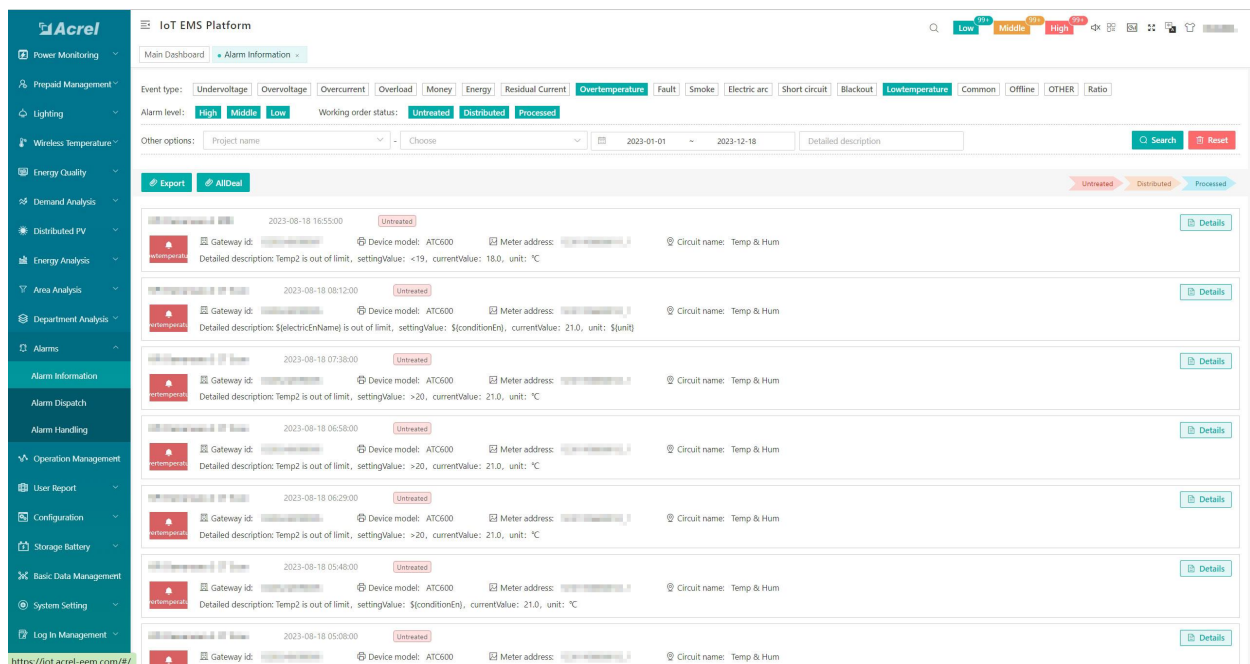 Acrel
IoT EMS Platform
Low 99+ Middle 99+ High 99+
Main Dashboard Alarm Information ×
Power Monitoring
Prepaid Management
Lighting
Wireless Temperature
Energy Quality
Demand Analysis
Distributed PV
Energy Analysis
Area Analysis
Department Analysis
Alarms
Alarm Information
Alarm Dispatch
Alarm Handling
Operation Management
User Report
Configuration
Storage Battery
Basic Data Management
System Setting
Log In Management
https://iot.acrel-eem.com/#/
Event type: Undervoltage Overvoltage Overcurrent Overload Money Energy Residual Current Overtemperature Fault Smoke Electric arc Short circuit Blackout Lowtemperature Common Offline OTHER Ratio
Alarm level: High Middle Low Working order status: Untreated Distributed Processed
Other options: Project name - Choose 2023-01-01 ~ 2023-12-18 Detailed description Search Reset
Export AllDeal Untreated Distributed Processed
2023-08-18 16:55:00 Untreated Details
Gateway id: Device model: ATC600 Meter address: Circuit name: Temp & Hum
owtemperatu Detailed description: Temp2 is out of limit, settingValue: <19, currentValue: 18.0, unit: ℃
2023-08-18 08:12:00 Untreated Details
Gateway id: Device model: ATC600 Meter address: Circuit name: Temp & Hum
vertemperatu Detailed description: ${electricEnName} is out of limit, settingValue: ${conditionEn}, currentValue: 21.0, unit: ${unit}
2023-08-18 07:38:00 Untreated Details
Gateway id: Device model: ATC600 Meter address: Circuit name: Temp & Hum
vertemperatu Detailed description: Temp2 is out of limit, settingValue: >20, currentValue: 21.0, unit: ℃
2023-08-18 06:58:00 Untreated Details
Gateway id: Device model: ATC600 Meter address: Circuit name: Temp & Hum
vertemperatu Detailed description: Temp2 is out of limit, settingValue: >20, currentValue: 21.0, unit: ℃
2023-08-18 06:29:00 Untreated Details
Gateway id: Device model: ATC600 Meter address: Circuit name: Temp & Hum
vertemperatu Detailed description: Temp2 is out of limit, settingValue: >20, currentValue: 21.0, unit: ℃
2023-08-18 05:48:00 Untreated Details
Gateway id: Device model: ATC600 Meter address: Circuit name: Temp & Hum
vertemperatu Detailed description: Temp2 is out of limit, settingValue: ${conditionEn}, currentValue: 21.0, unit: ℃
2023-08-18 05:08:00 Untreated Details
Gateway id: Device model: ATC600 Meter address: Circuit name: Temp & Hum